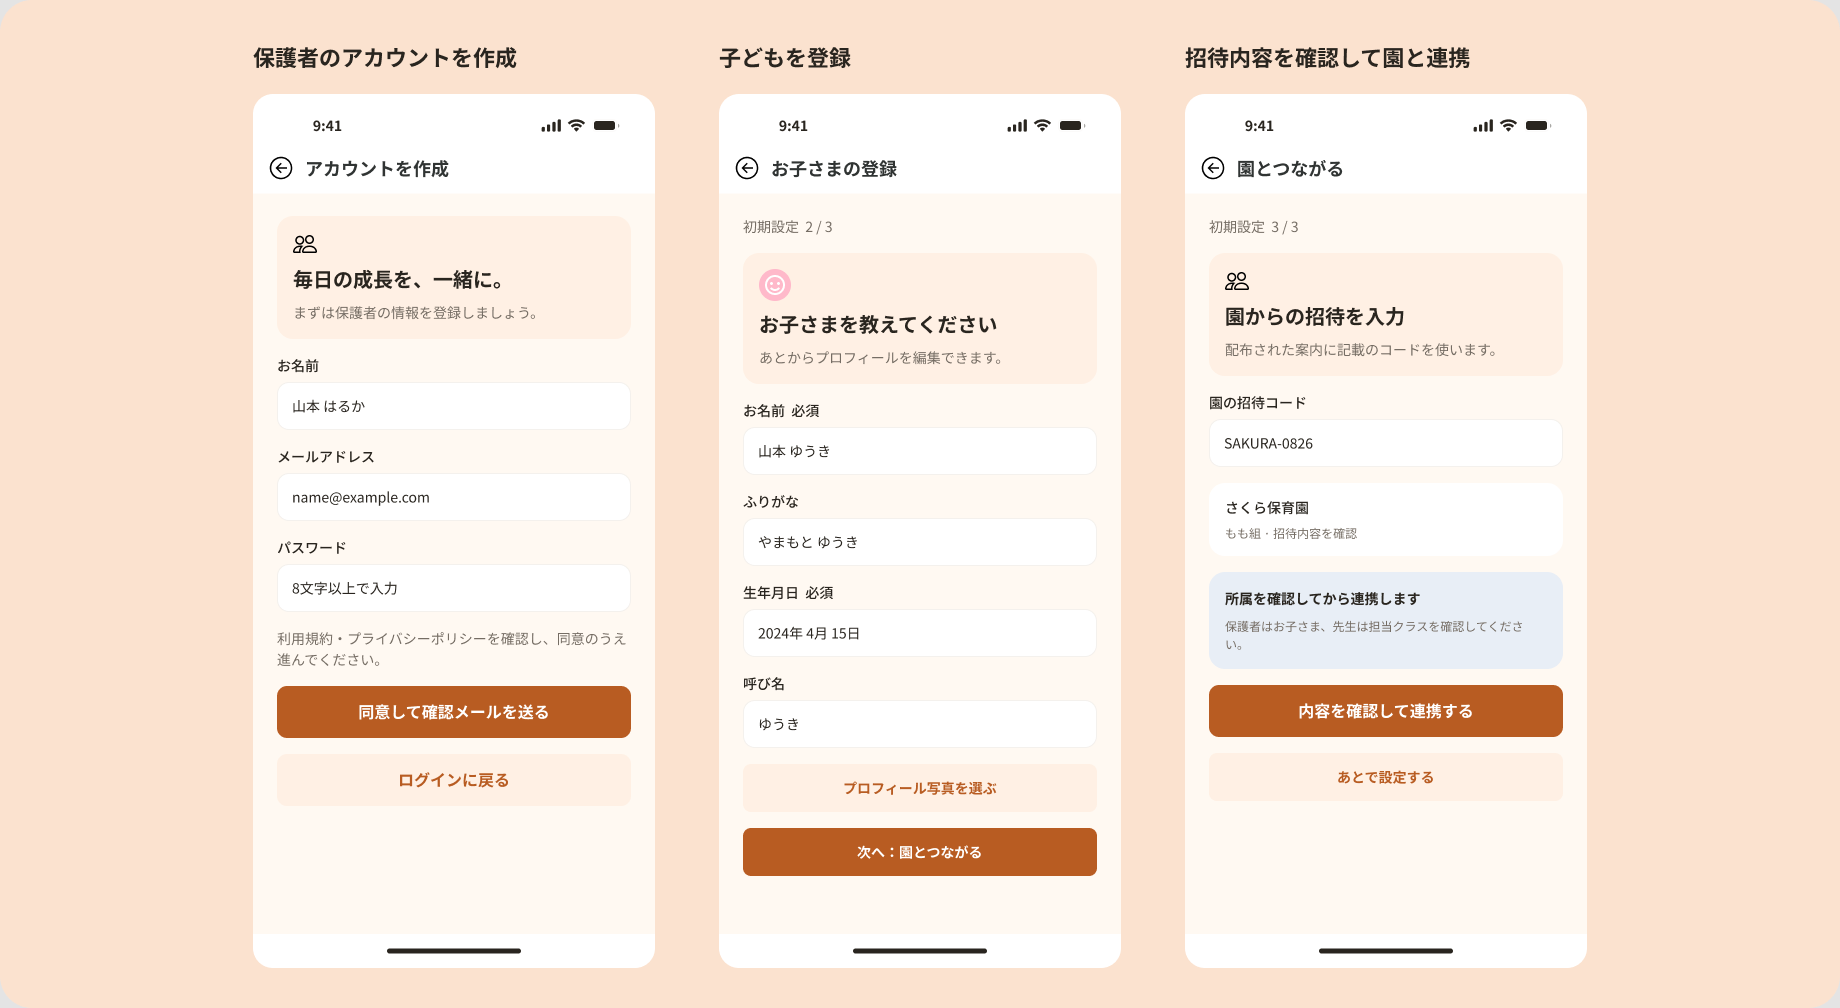 保護者のアカウントを作成
9:41
アカウントを作成
毎日の成長を、一緒に。
まずは保護者の情報を登録しましょう。
お名前
山本 はるか
メールアドレス
name@example.com
パスワード
8文字以上で入力
利用規約・プライバシーポリシーを確認し、同意のうえ
進んでください。
同意して確認メールを送る
ログインに戻る
子どもを登録
9:41
お子さまの登録
初期設定 2 / 3
お子さまを教えてください
あとからプロフィールを編集できます。
お名前 必須
山本 ゆうき
ふりがな
やまもと ゆうき
生年月日 必須
2024年 4月 15日
呼び名
ゆうき
プロフィール写真を選ぶ
次へ：園とつながる
招待内容を確認して園と連携
9:41
園とつながる
初期設定 3 / 3
園からの招待を入力
配布された案内に記載のコードを使います。
園の招待コード
SAKURA-0826
さくら保育園
もも組・招待内容を確認
所属を確認してから連携します
保護者はお子さま、先生は担当クラスを確認してくださ
い。
内容を確認して連携する
あとで設定する